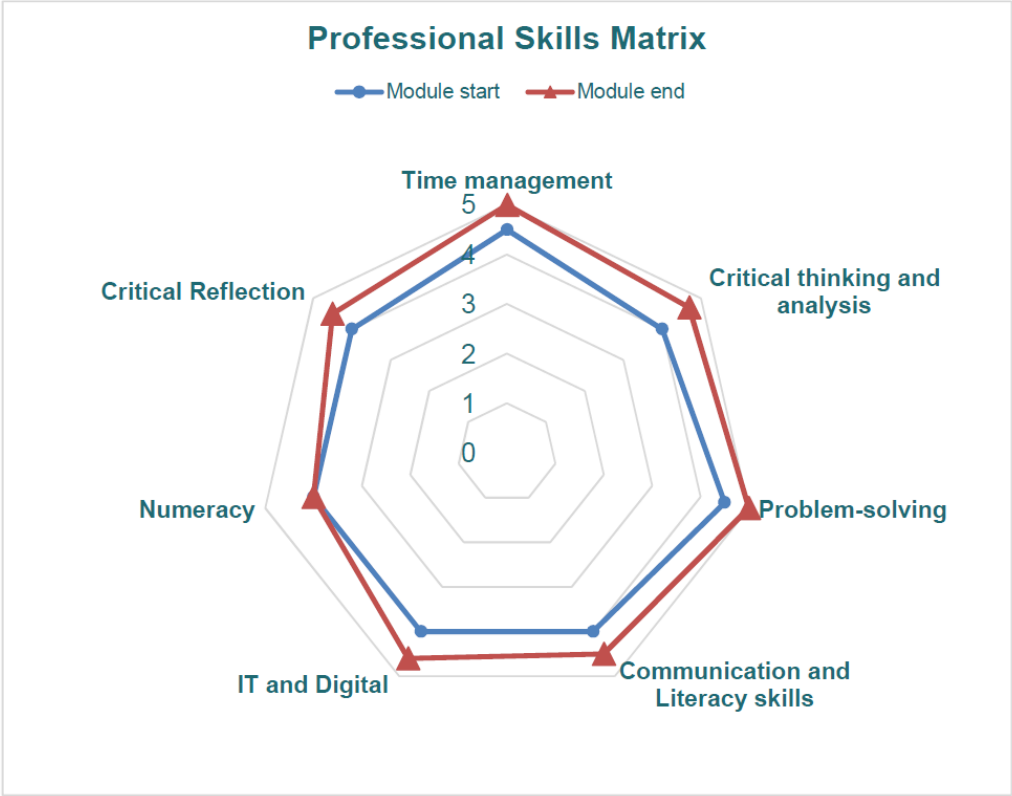 Professional Skills Matrix
Module start
Module end
Time management
5
4
3
2
1
0
Critical thinking and
analysis
Problem-solving
Communication and
Literacy skills
IT and Digital
Numeracy
Critical Reflection